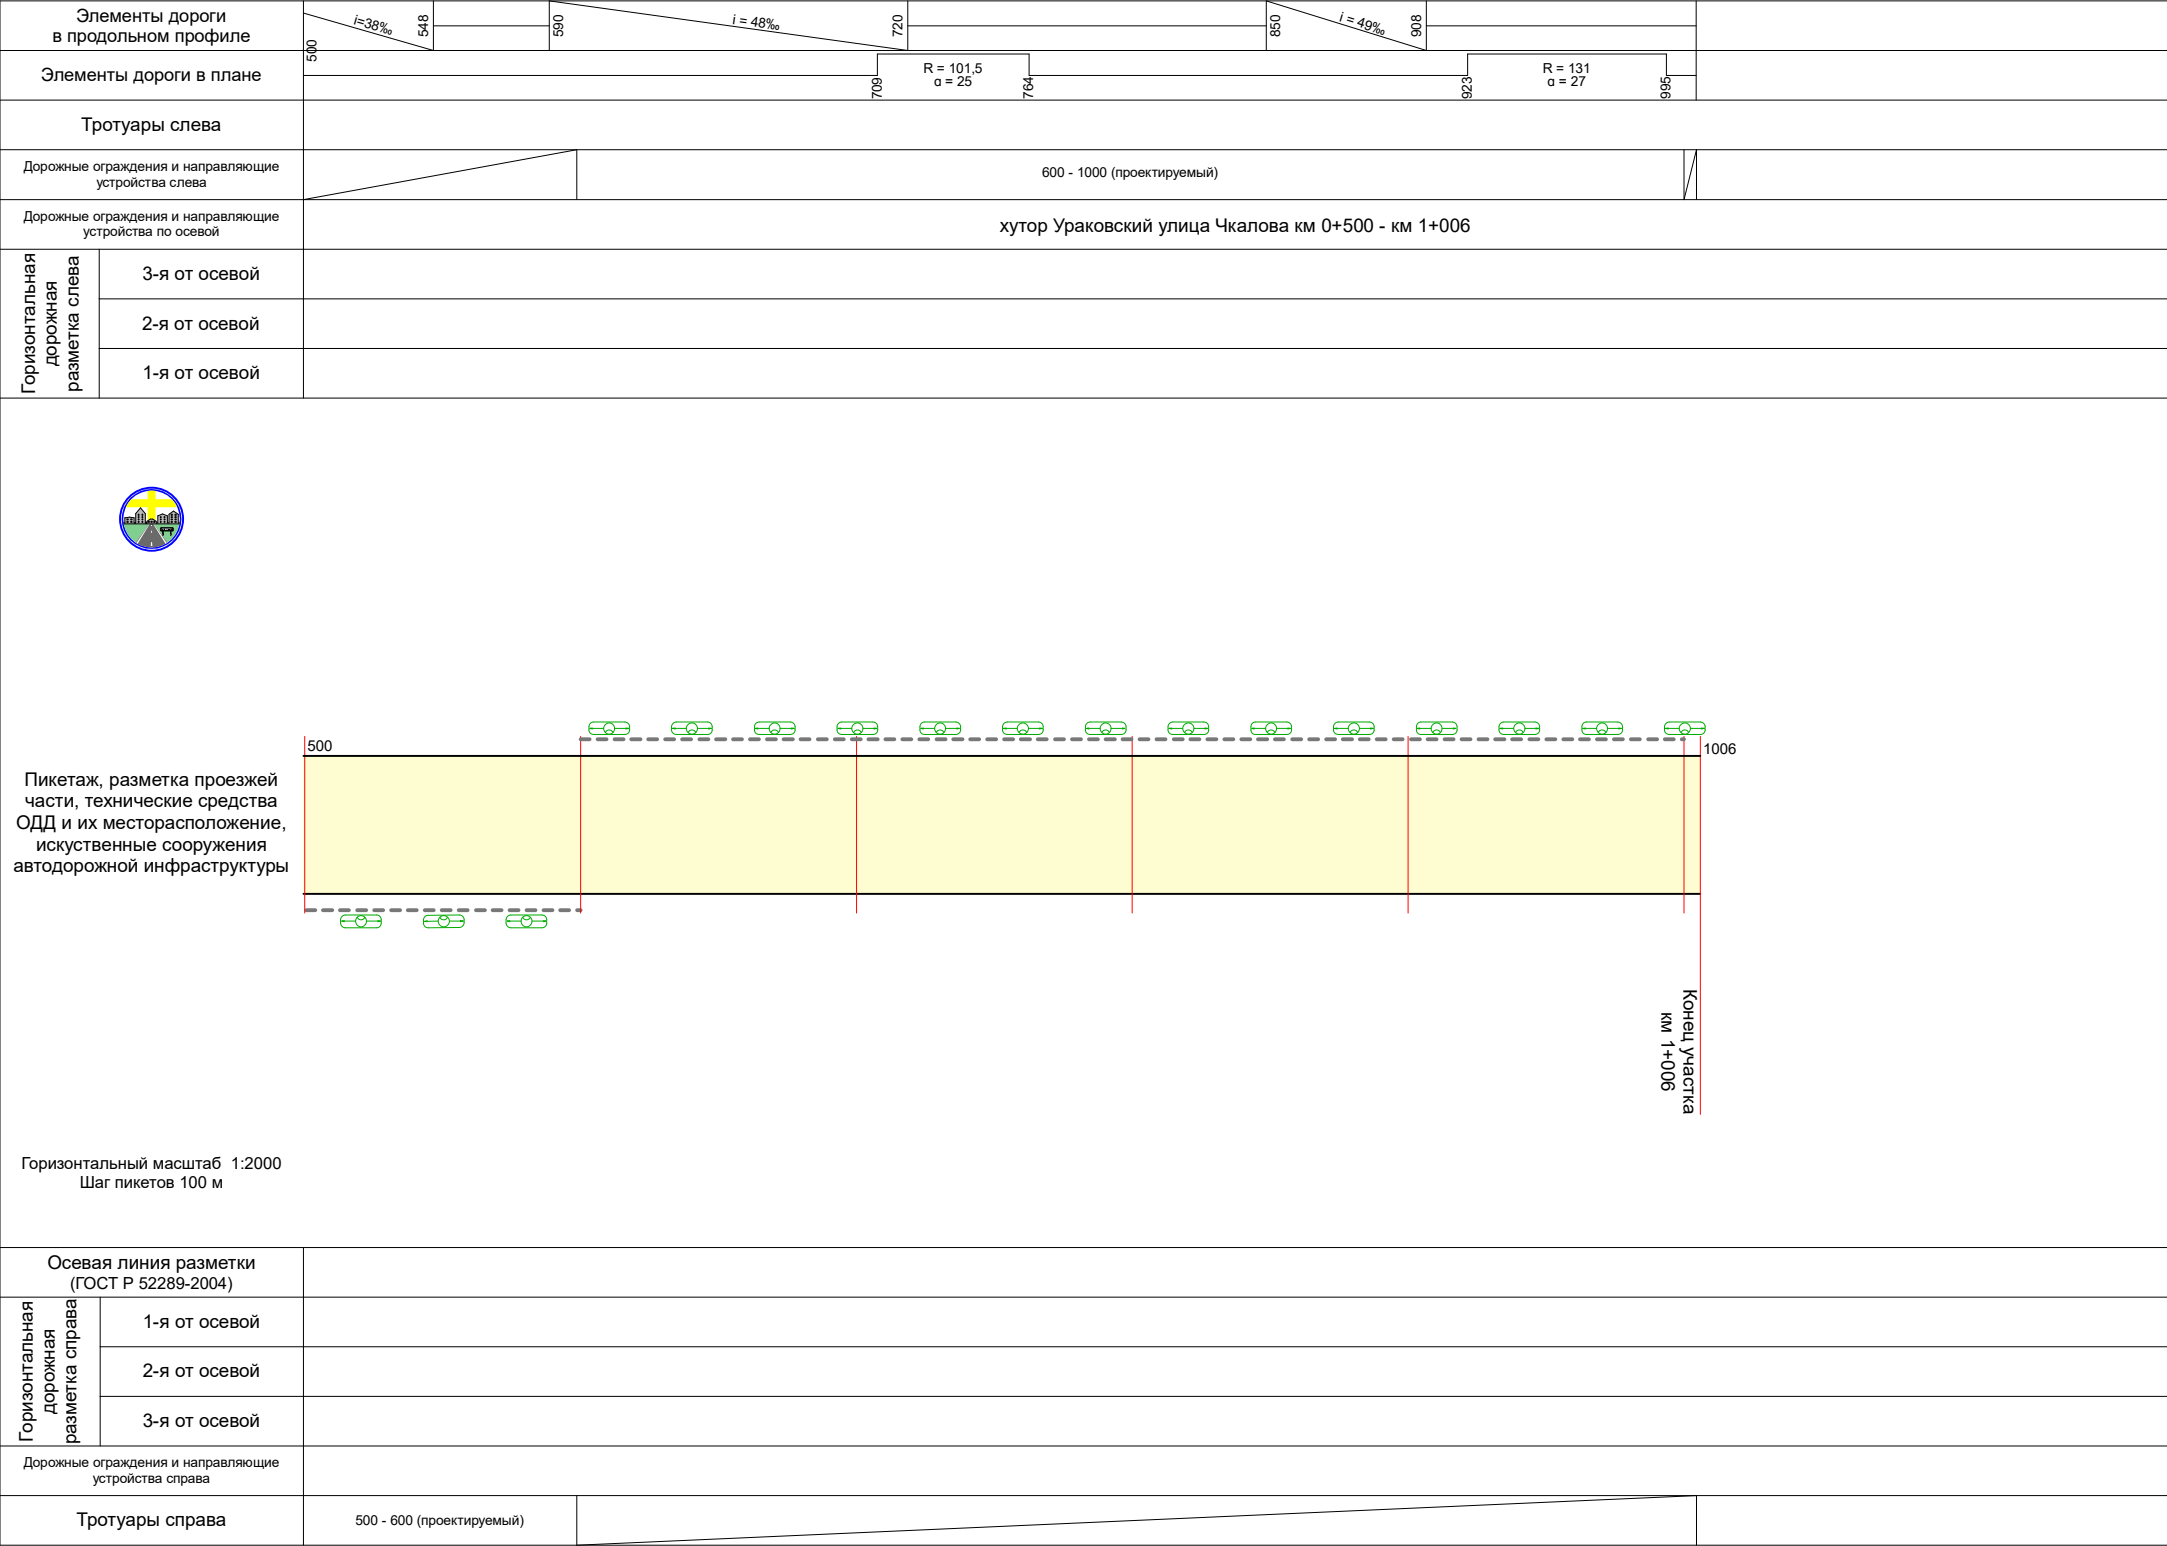 Элементы дороги
в продольном профиле
500
i=38‰
548
590
i = 48‰
720
850
i = 49‰
908
Элементы дороги в плане
709
R = 101,5
α = 25
764
923
R = 131
α = 27
995
Тротуары слева
Дорожные ограждения и направляющие
устройства слева
600 - 1000 (проектируемый)
Дорожные ограждения и направляющие
устройства по осевой
хутор Ураковский улица Чкалова км 0+500 - км 1+006
Горизонтальная
дорожная
разметка слева
3-я от осевой
2-я от осевой
1-я от осевой
500
1006
Пикетаж, разметка проезжей
части, технические средства
ОДД и их месторасположение,
искуственные сооружения
автодорожной инфраструктуры
Конец участка
км 1+006
Горизонтальный масштаб 1:2000
Шаг пикетов 100 м
Осевая линия разметки
(ГОСТ Р 52289-2004)
Горизонтальная
дорожная
разметка справа
1-я от осевой
2-я от осевой
3-я от осевой
Дорожные ограждения и направляющие
устройства справа
Тротуары справа
500 - 600 (проектируемый)